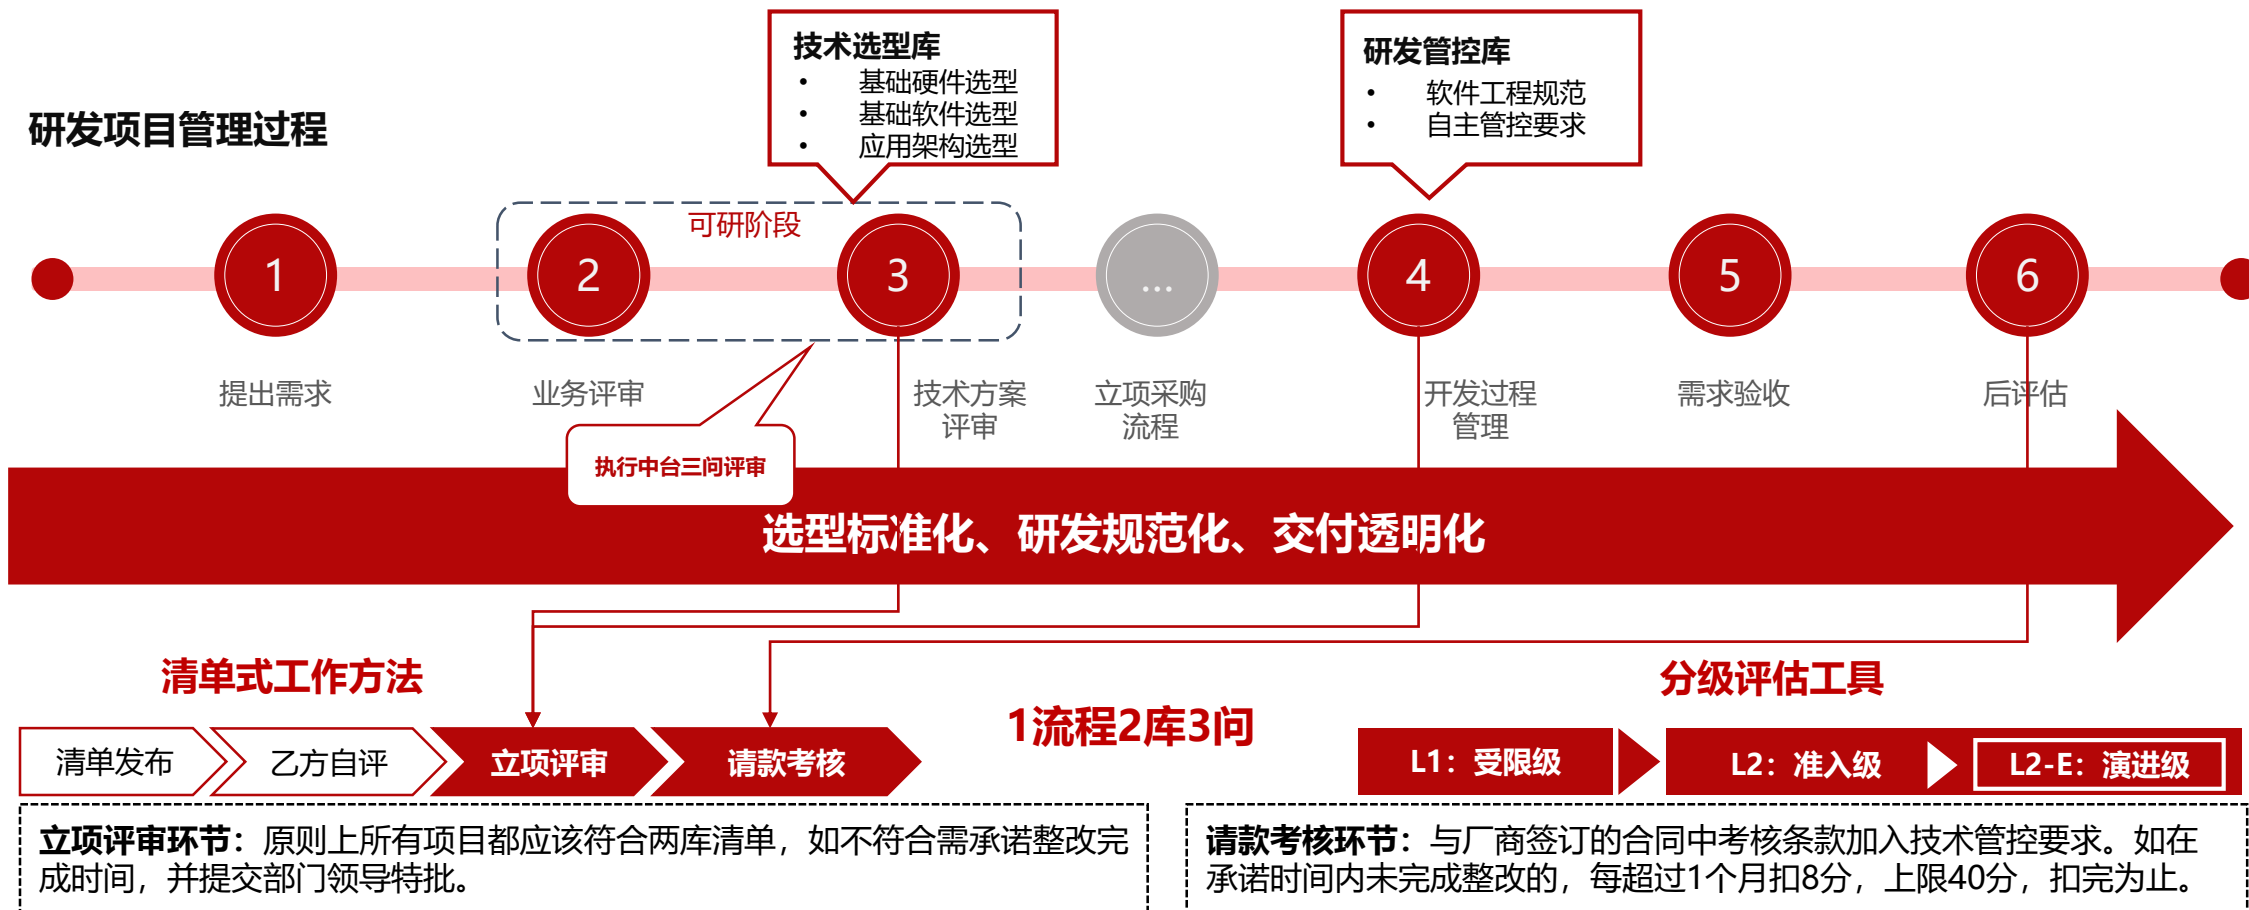 技术选型库
• 基础硬件选型
• 基础软件选型
• 应用架构选型
研发管控库
• 软件工程规范
• 自主管控要求
研发项目管理过程
可研阶段
1
2
3
...
4
5
6
提出需求
业务评审
技术方案
评审
立项采购
流程
开发过程
管理
需求验收
后评估
执行中台三问评审
选型标准化、研发规范化、交付透明化
清单式工作方法
1流程2库3问
分级评估工具
清单发布
乙方自评
立项评审
请款考核
L1：受限级
L2：准入级
L2-E：演进级
立项评审环节：原则上所有项目都应该符合两库清单，如不符合需承诺整改完
成时间，并提交部门领导特批。
请款考核环节：与厂商签订的合同中考核条款加入技术管控要求。如在
承诺时间内未完成整改的，每超过1个月扣8分，上限40分，扣完为止。